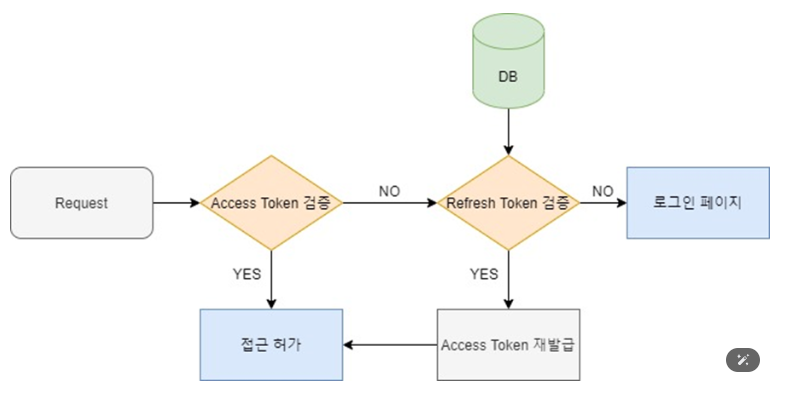 DB
Request
Access Token 검증
NO
Refresh Token 검증
NO
로그인 페이지
YES
YES
접근 허가
Access Token 재발급